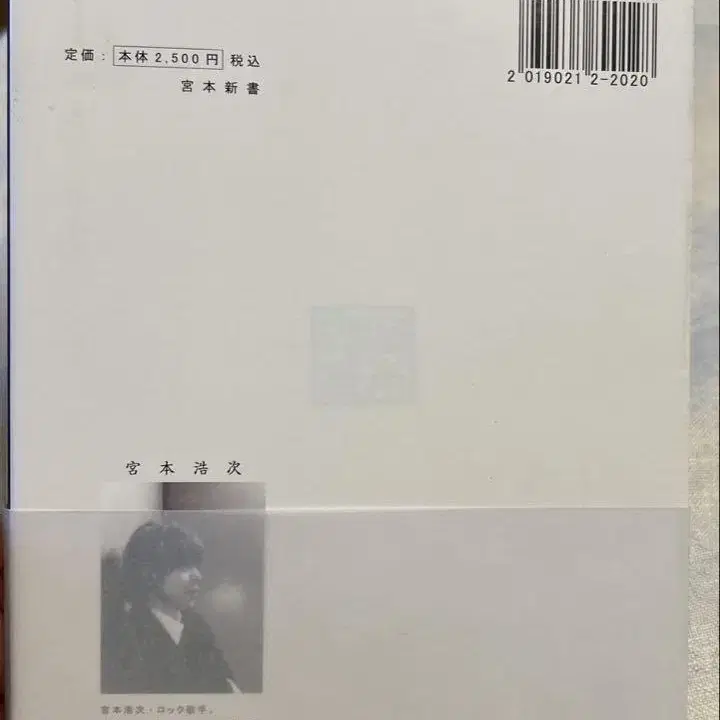 定価： 本体 2,500 円 税込
宮本新書
2 019021 2-2020
宮本浩次
宮本浩次・ロック歌手。